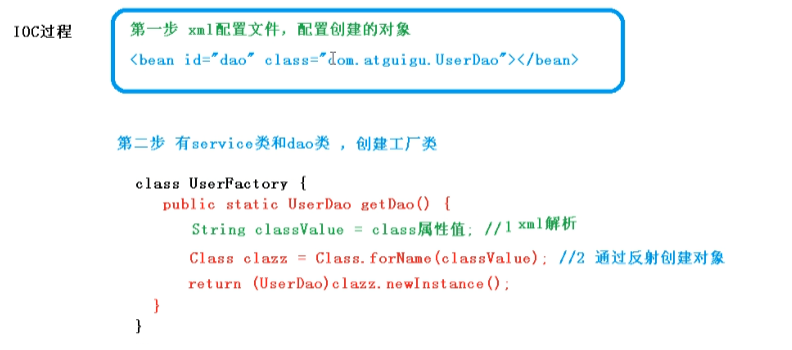 IOC过程
第一步 xml配置文件，配置创建的对象
<bean id="dao" class="com.atguigu.UserDao"></bean>
第二步 有service类和dao类 ，创建工厂类
class UserFactory {
public static UserDao getDao() {
String classValue = class属性值; //1 xml解析
Class clazz = Class.forName(classValue); //2 通过反射创建对象
return (UserDao)clazz.newInstance();
}
}